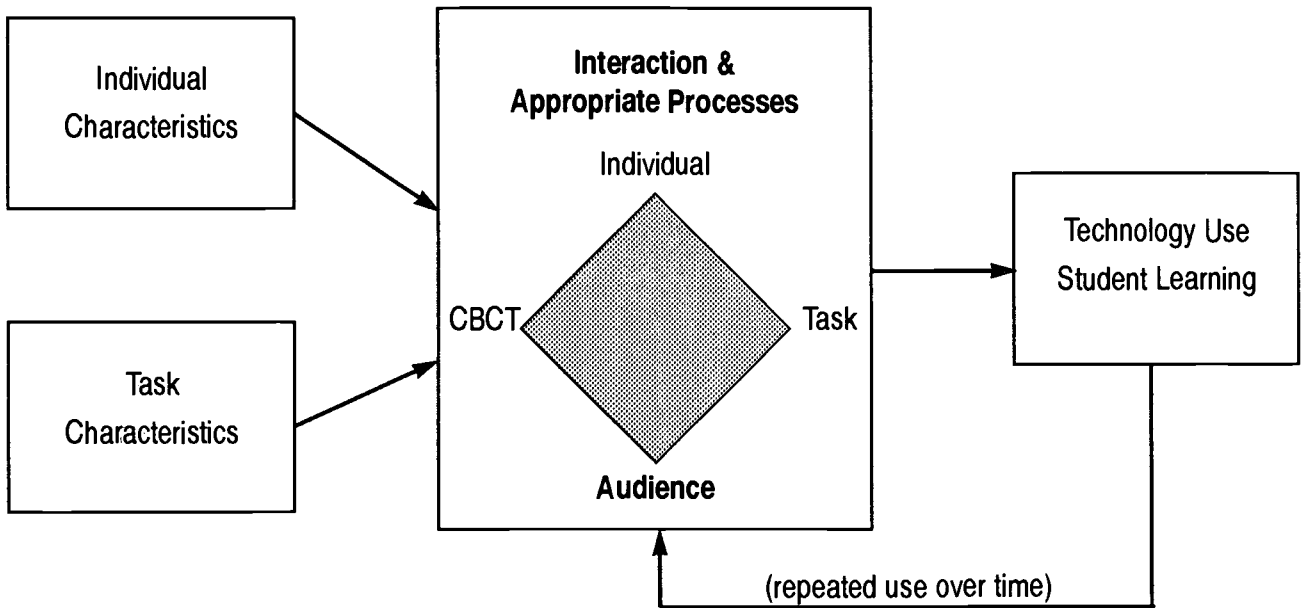 Individual
Characteristics
Task
Characteristics
Interaction &
Appropriate Processes
Individual
CBCT
Task
Audience
Technology Use
Student Learning
(repeated use over time)